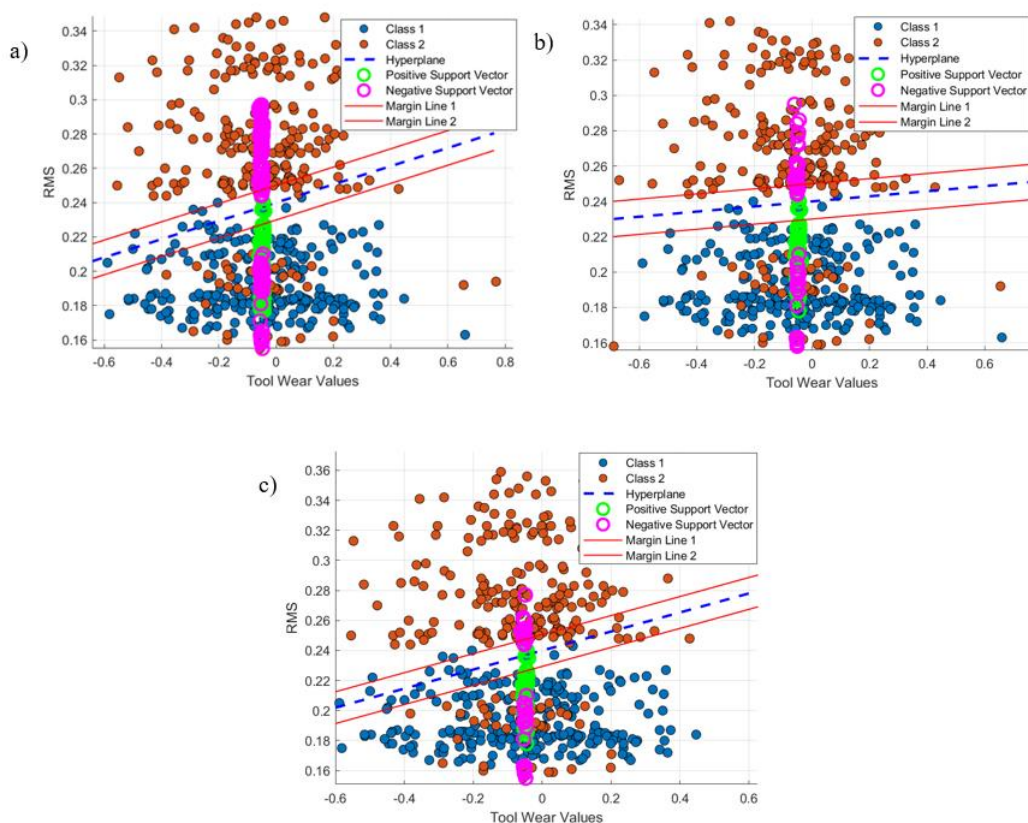 a)
RMS
0.34
0.32
0.3
0.28
0.26
0.24
0.22
0.2
0.18
0.16
-0.6
-0.4
-0.2
0
0.2
0.4
0.6
0.8
Tool Wear Values
Class 1
Class 2
Hyperplane
Positive Support Vector
Negative Support Vector
Margin Line 1
Margin Line 2
b)
RMS
0.34
0.32
0.3
0.28
0.26
0.24
0.22
0.2
0.18
0.16
-0.6
-0.4
-0.2
0
0.2
0.4
0.6
Tool Wear Values
Class 1
Class 2
Hyperplane
Positive Support Vector
Negative Support Vector
Margin Line 1
Margin Line 2
c)
RMS
0.36
0.34
0.32
0.3
0.28
0.26
0.24
0.22
0.2
0.18
0.16
-0.6
-0.4
-0.2
0
0.2
0.4
0.6
Tool Wear Values
Class 1
Class 2
Hyperplane
Positive Support Vector
Negative Support Vector
Margin Line 1
Margin Line 2